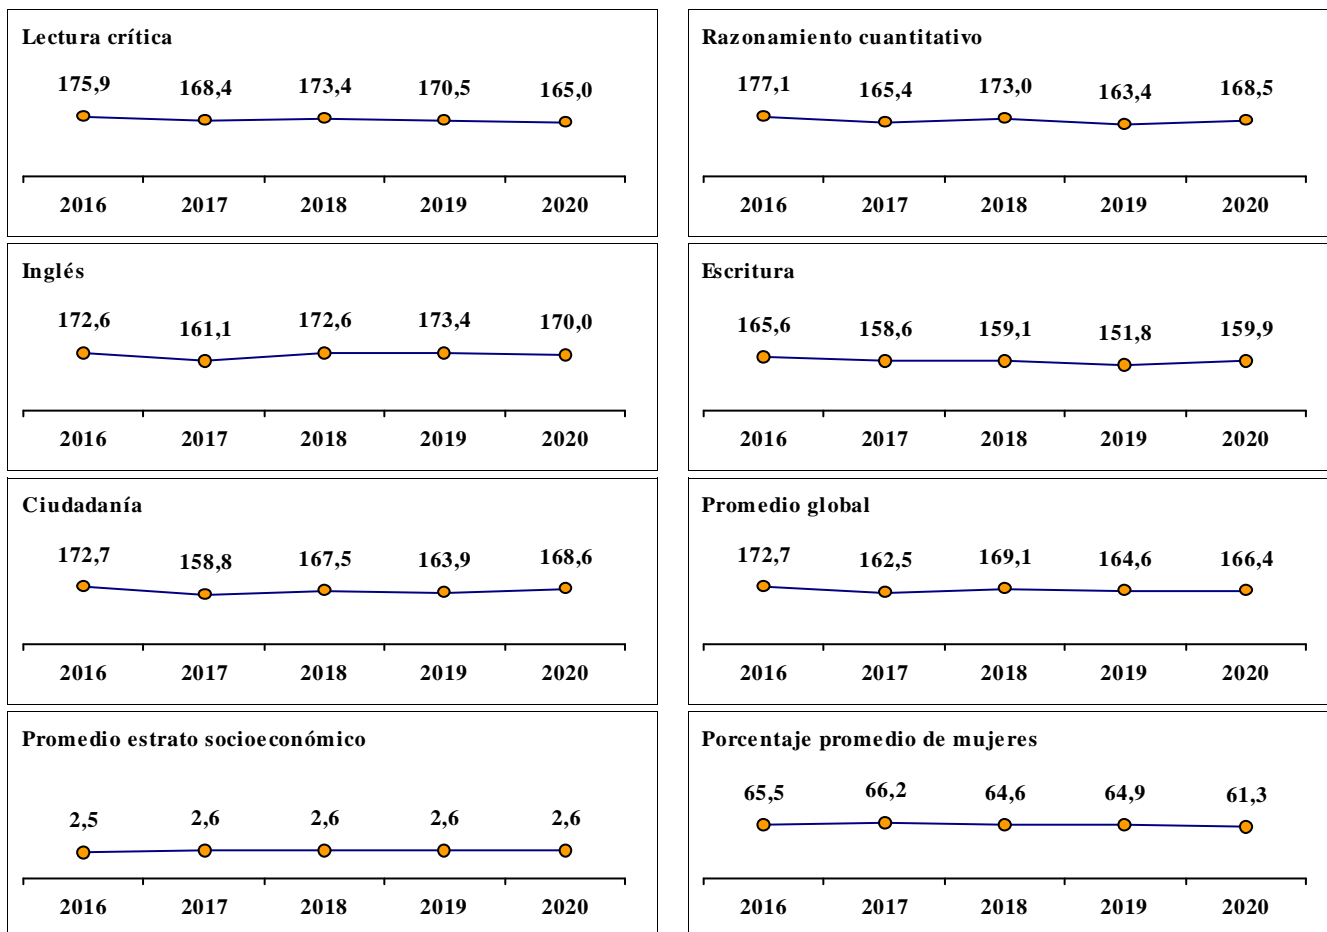 Lectura crítica
175,9 168,4 173,4 170,5 165,0
2016 2017 2018 2019 2020
Razonamiento cuantitativo
177,1 165,4 173,0 163,4 168,5
2016 2017 2018 2019 2020
Inglés
172,6 161,1 172,6 173,4 170,0
2016 2017 2018 2019 2020
Escritura
165,6 158,6 159,1 151,8 159,9
2016 2017 2018 2019 2020
Ciudadanía
172,7 158,8 167,5 163,9 168,6
2016 2017 2018 2019 2020
Promedio global
172,7 162,5 169,1 164,6 166,4
2016 2017 2018 2019 2020
Promedio estrato socioeconómico
2,5 2,6 2,6 2,6 2,6
2016 2017 2018 2019 2020
Porcentaje promedio de mujeres
65,5 66,2 64,6 64,9 61,3
2016 2017 2018 2019 2020